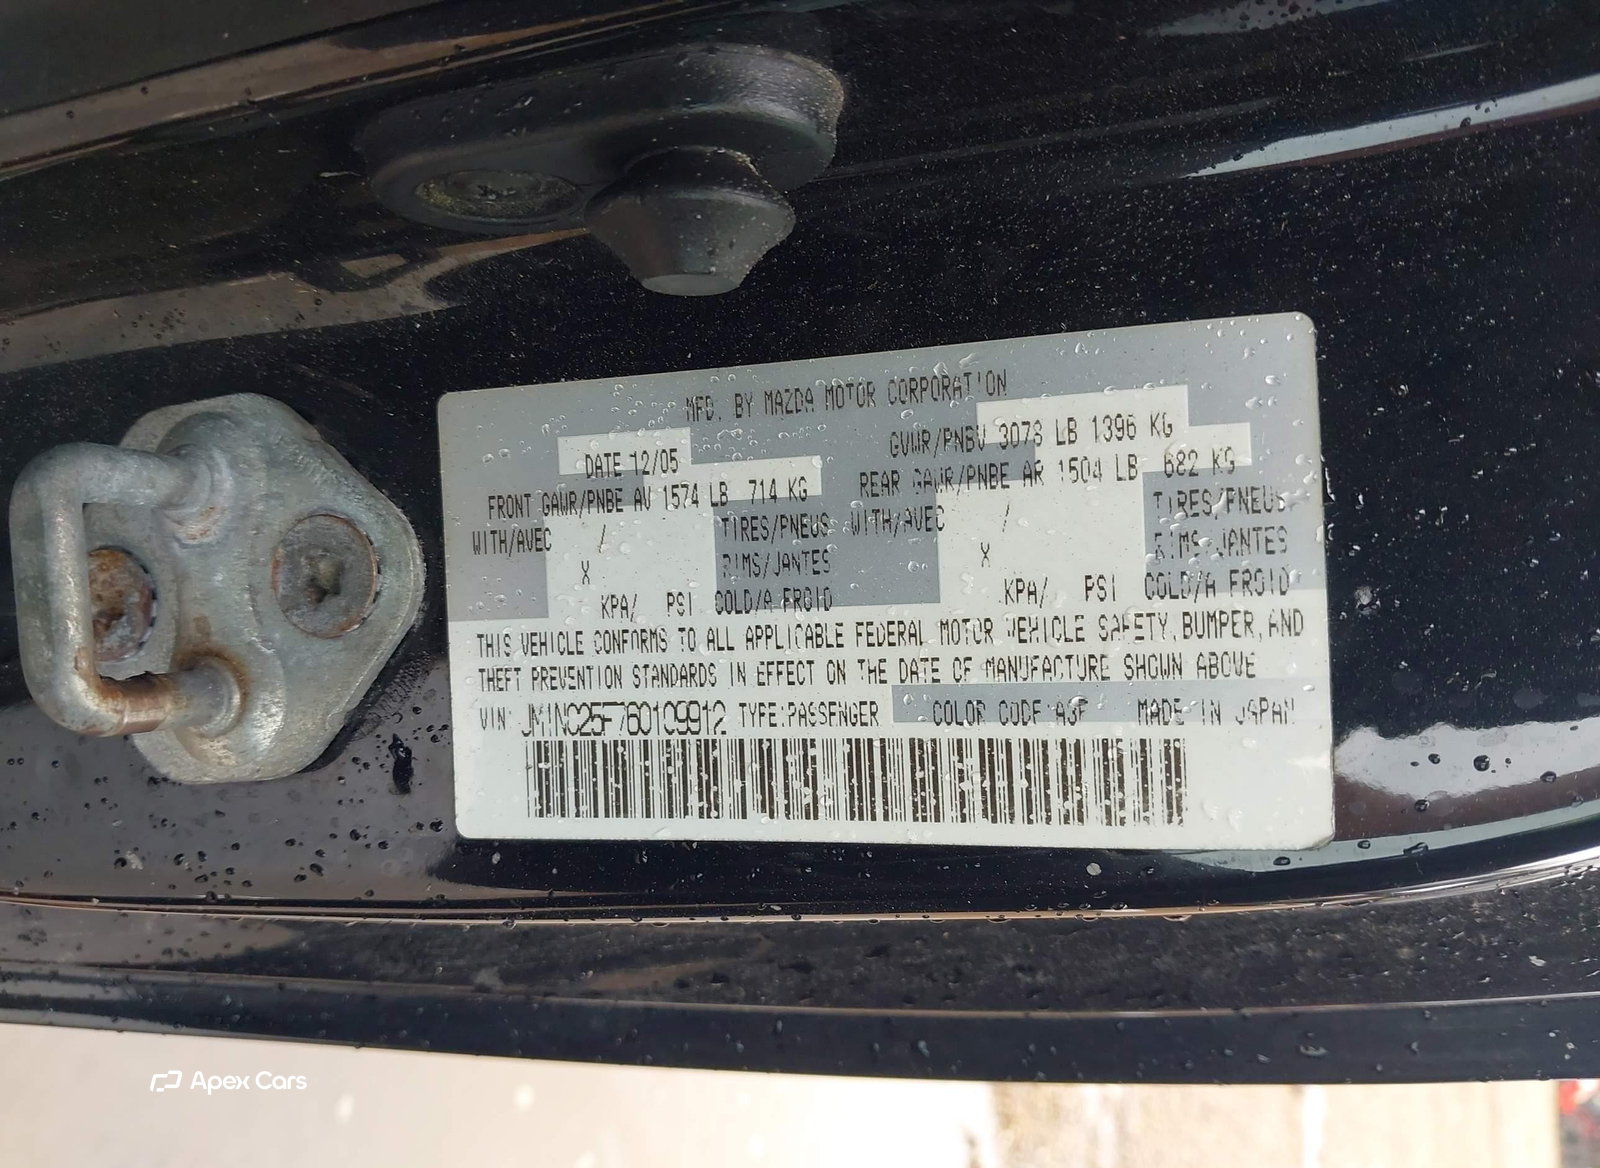 MFD. BY MAZDA MOTOR CORPORATION
DATE 12/05 GVWR/PNBV 3078 LB 1396 KG
FRONT GAWR/PNBE AV 1574 LB 714 KG REAR GAWR/PNBE AR 1504 LB 682 KG
WITH/AVEC / TIRES/PNEUS WITH/AVEC / TIRES/PNEUS
X RIMS/JANTES X RIMS/JANTES
KPA/ PSI COLD/A FROID KPA/ PSI COLD/A FROID
THIS VEHICLE CONFORMS TO ALL APPLICABLE FEDERAL MOTOR VEHICLE SAFETY, BUMPER, AND
THEFT PREVENTION STANDARDS IN EFFECT ON THE DATE OF MANUFACTURE SHOWN ABOVE
VIN: JM1NC25F760109912 TYPE:PASSENGER COLOR CODE:A3F MADE IN JAPAN
Apex Cars